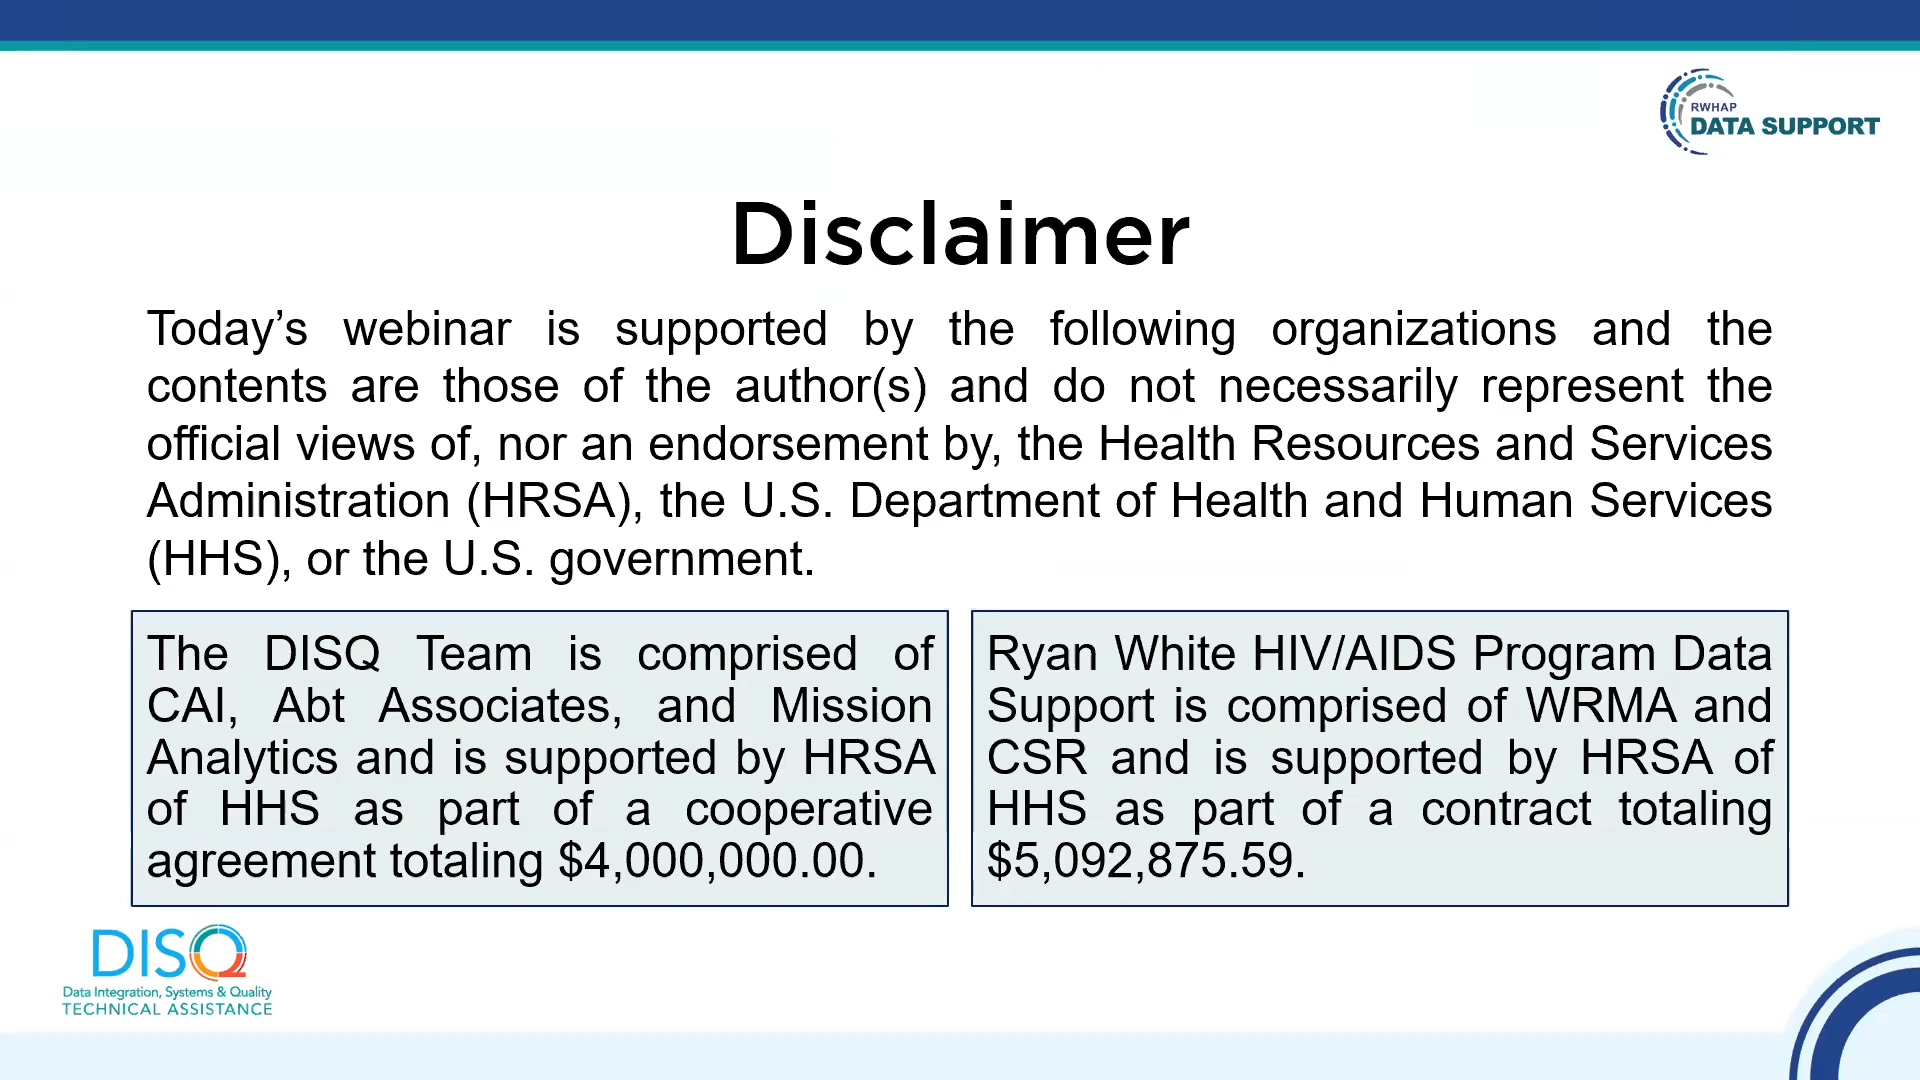 RWHAP
DATA SUPPORT
Disclaimer
Today’s webinar is supported by the following organizations and the
contents are those of the author(s) and do not necessarily represent the
official views of, nor an endorsement by, the Health Resources and Services
Administration (HRSA), the U.S. Department of Health and Human Services
(HHS), or the U.S. government.
The DISQ Team is comprised of
CAI, Abt Associates, and Mission
Analytics and is supported by HRSA
of HHS as part of a cooperative
agreement totaling $4,000,000.00.
Ryan White HIV/AIDS Program Data
Support is comprised of WRMA and
CSR and is supported by HRSA of
HHS as part of a contract totaling
$5,092,875.59.
DISQ
Data Integration, Systems & Quality
TECHNICAL ASSISTANCE